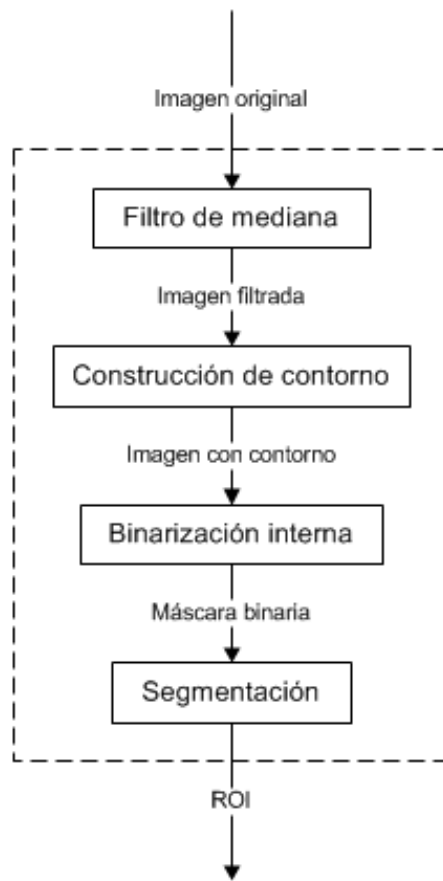 Imagen original
Filtro de mediana
Imagen filtrada
Construcción de contorno
Imagen con contorno
Binarización interna
Máscara binaria
Segmentación
ROI